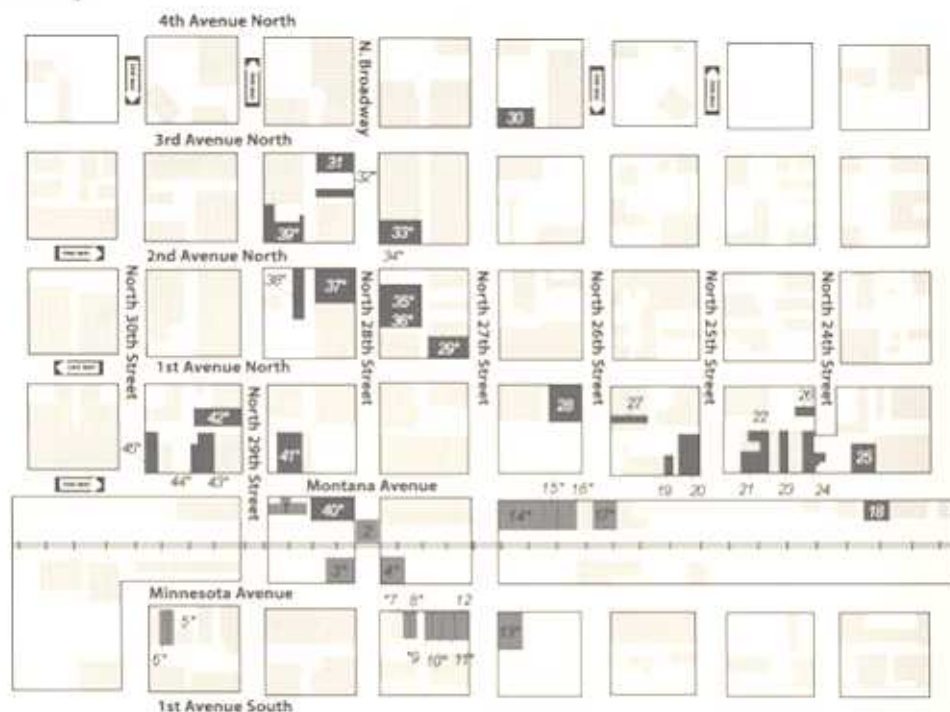 4th Avenue North
N. Broadway
30
3rd Avenue North
31
32*
39*
33*
2nd Avenue North
34*
North 30th Street
38*
37*
North 28th Street
North 27th Street
North 26th Street
North 25th Street
North 24th Street
29*
1st Avenue North
North 29th Street
42*
45*
44* 43*
41*
28
27
26
22
25
Montana Avenue
15* 16*
19 20
21 23 24
40*
2
14*
17*
18
3*
4*
Minnesota Avenue
*7 8* 12
5*
6*
*9 10* 11*
13*
1st Avenue South